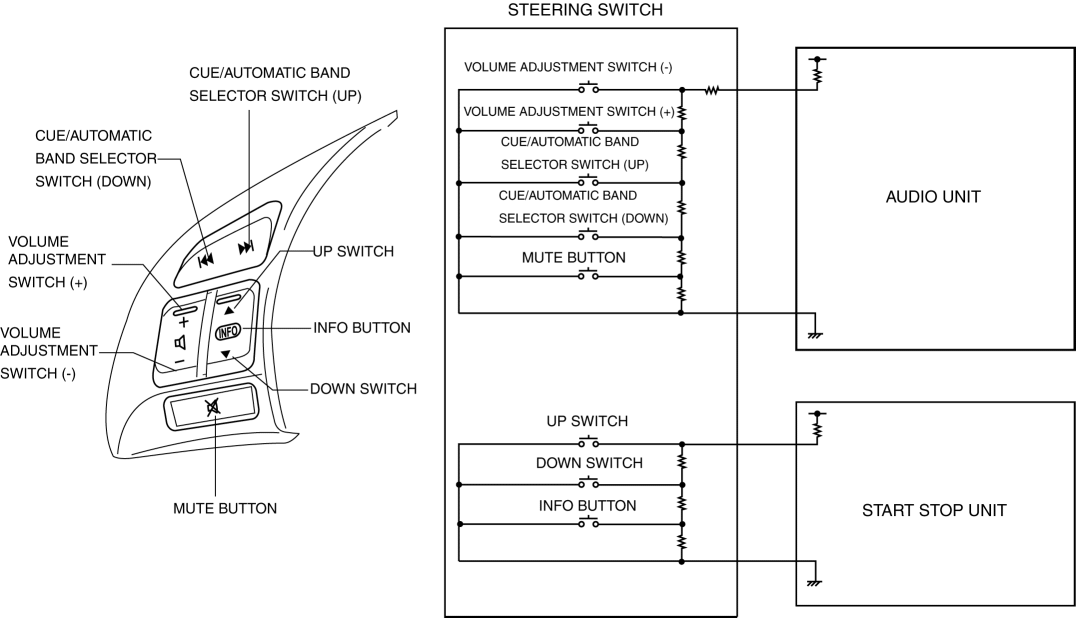 STEERING SWITCH
CUE/AUTOMATIC BAND
SELECTOR SWITCH (UP)
CUE/AUTOMATIC
BAND SELECTOR
SWITCH (DOWN)
VOLUME
ADJUSTMENT
SWITCH (+)
UP SWITCH
INFO
INFO BUTTON
VOLUME
ADJUSTMENT
SWITCH (-)
DOWN SWITCH
MUTE BUTTON
VOLUME ADJUSTMENT SWITCH (-)
VOLUME ADJUSTMENT SWITCH (+)
CUE/AUTOMATIC BAND
SELECTOR SWITCH (UP)
CUE/AUTOMATIC BAND
SELECTOR SWITCH (DOWN)
MUTE BUTTON
AUDIO UNIT
UP SWITCH
DOWN SWITCH
INFO BUTTON
START STOP UNIT